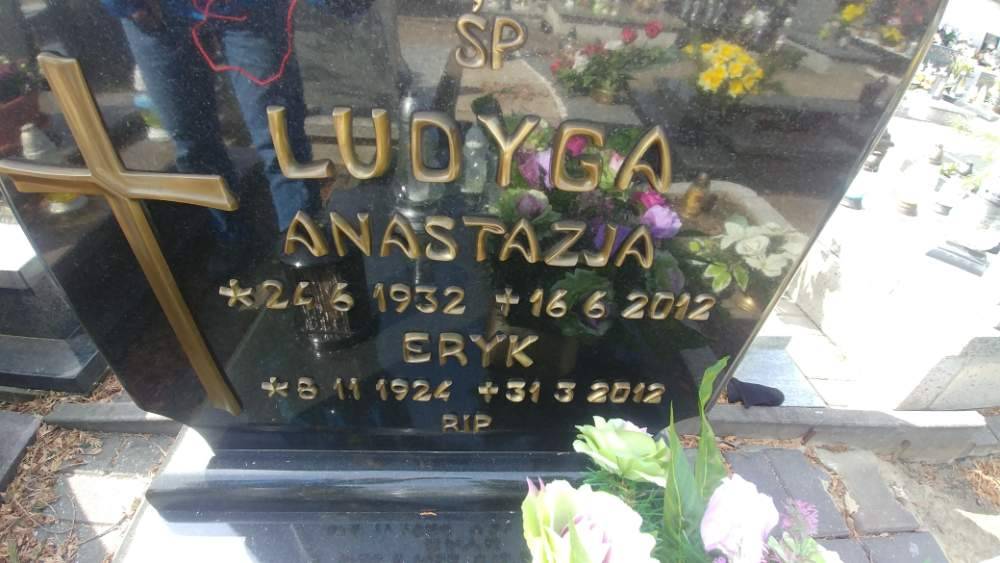 ŚP
LUDYGA
ANASTAZJA
*24 6 1932 +16 6 2012
ERYK
*8 11 1924 +31 3 2012
RIP